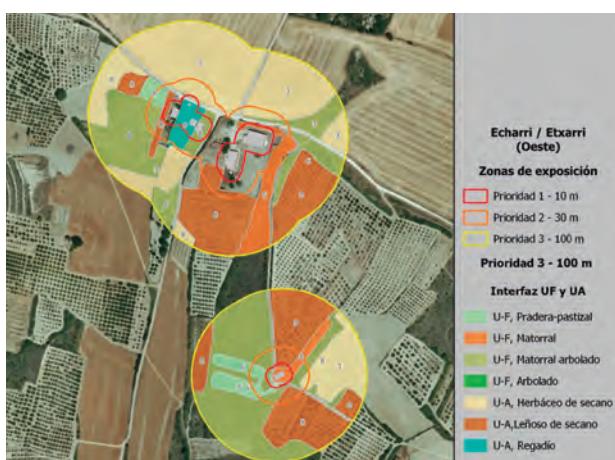 Echarri / Etxarri
(Oeste)
Zonas de exposición
Prioridad 1 - 10 m
Prioridad 2 - 30 m
Prioridad 3 - 100 m
Prioridad 3 - 100 m
Interfaz UF y UA
U-F, Pradera-pastizal
U-F, Matorral
U-F, Matorral arbolado
U-F, Arbolado
U-A, Herbáceo de secano
U-A,Leñoso de secano
U-A, Regadío